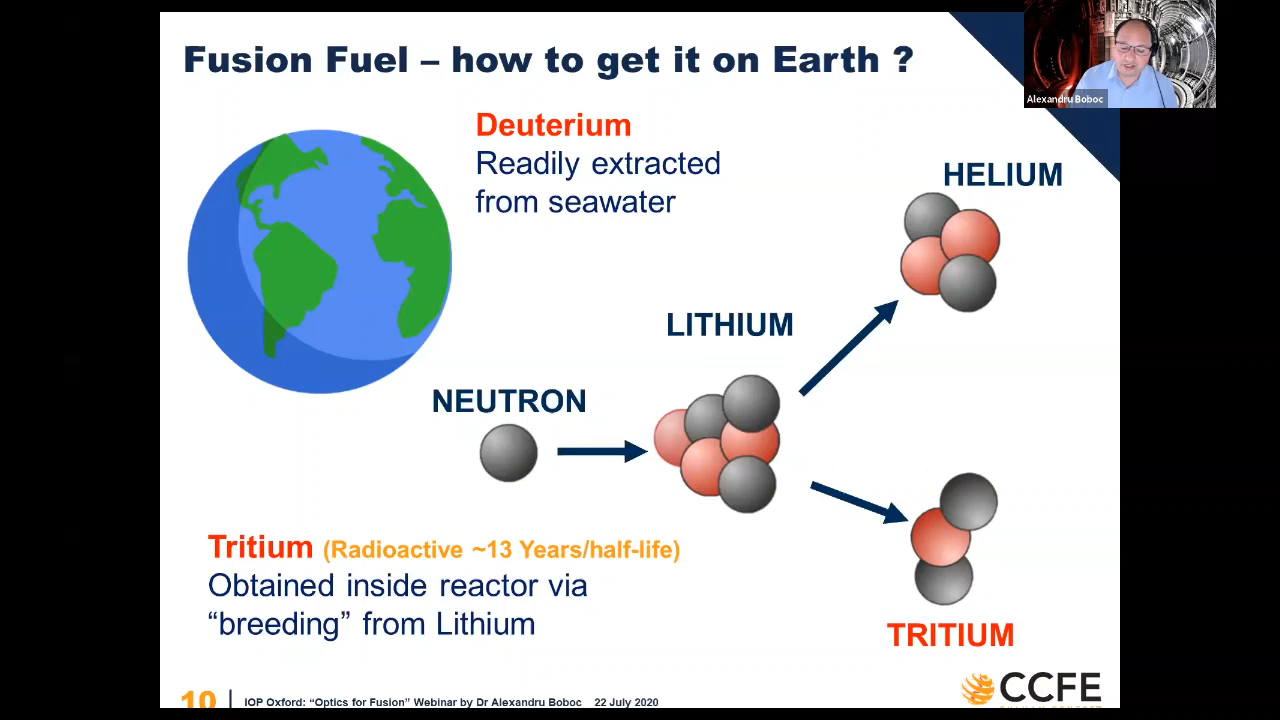 Fusion Fuel – how to get it on Earth ?
Alexandru Boboc
Deuterium
Readily extracted
from seawater
HELIUM
LITHIUM
NEUTRON
Tritium (Radioactive ~13 Years/half-life)
Obtained inside reactor via
“breeding” from Lithium
TRITIUM
10
IOP Oxford: “Optics for Fusion” Webinar by Dr Alexandru Boboc 22 July 2020
CCFE